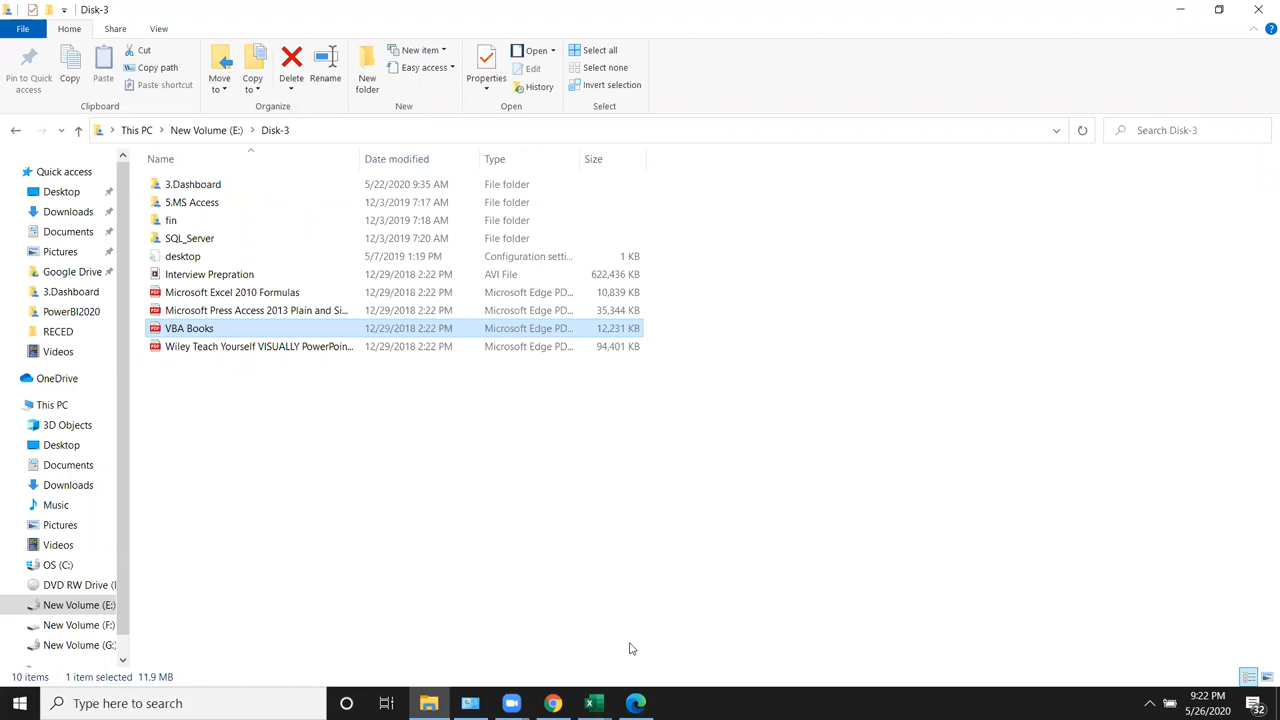 Disk-3
File Home Share View
Pin to Quick access
Copy
Paste
Cut
Copy path
Paste shortcut
Clipboard
Move to
Copy to
Delete
Rename
Organize
New folder
New item
Easy access
New
Properties
Open
Edit
History
Open
Select all
Select none
Invert selection
Select
This PC New Volume (E:) Disk-3
Search Disk-3
Name Date modified Type Size
3.Dashboard 5/22/2020 9:35 AM File folder
5.MS Access 12/3/2019 7:17 AM File folder
fin 12/3/2019 7:18 AM File folder
SQL_Server 12/3/2019 7:20 AM File folder
desktop 5/7/2019 1:19 PM Configuration setti... 1 KB
Interview Prepration 12/29/2018 2:22 PM AVI File 622,436 KB
Microsoft Excel 2010 Formulas 12/29/2018 2:22 PM Microsoft Edge PD... 10,839 KB
Microsoft Press Access 2013 Plain and Si... 12/29/2018 2:22 PM Microsoft Edge PD... 35,344 KB
VBA Books 12/29/2018 2:22 PM Microsoft Edge PD... 12,231 KB
Wiley Teach Yourself VISUALLY PowerPoin... 12/29/2018 2:22 PM Microsoft Edge PD... 94,401 KB
Quick access
Desktop
Downloads
Documents
Pictures
Google Drive
3.Dashboard
PowerBI2020
RECED
Videos
OneDrive
This PC
3D Objects
Desktop
Documents
Downloads
Music
Pictures
Videos
OS (C:)
DVD RW Drive (
New Volume (E:)
New Volume (F:)
New Volume (G:
10 items 1 item selected 11.9 MB
Type here to search
9:22 PM
5/26/2020
32